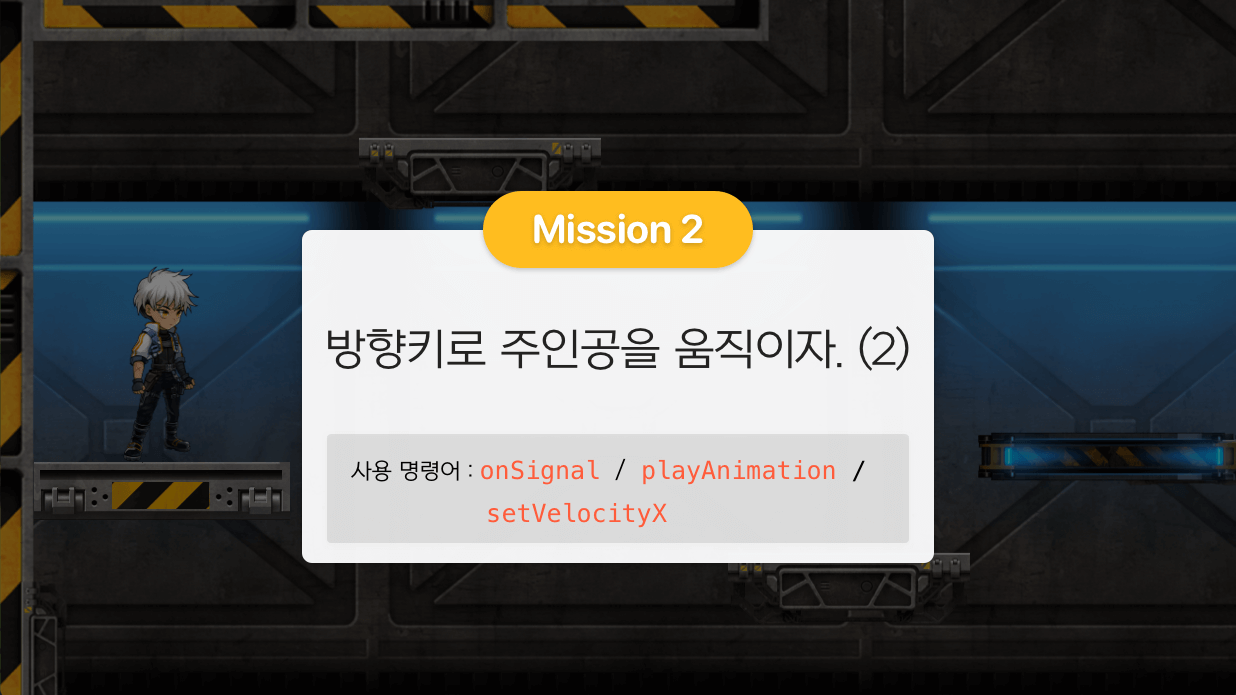 Mission 2
방향키로 주인공을 움직이자. (2)
사용 명령어 : onSignal / playAnimation /
setVelocityX